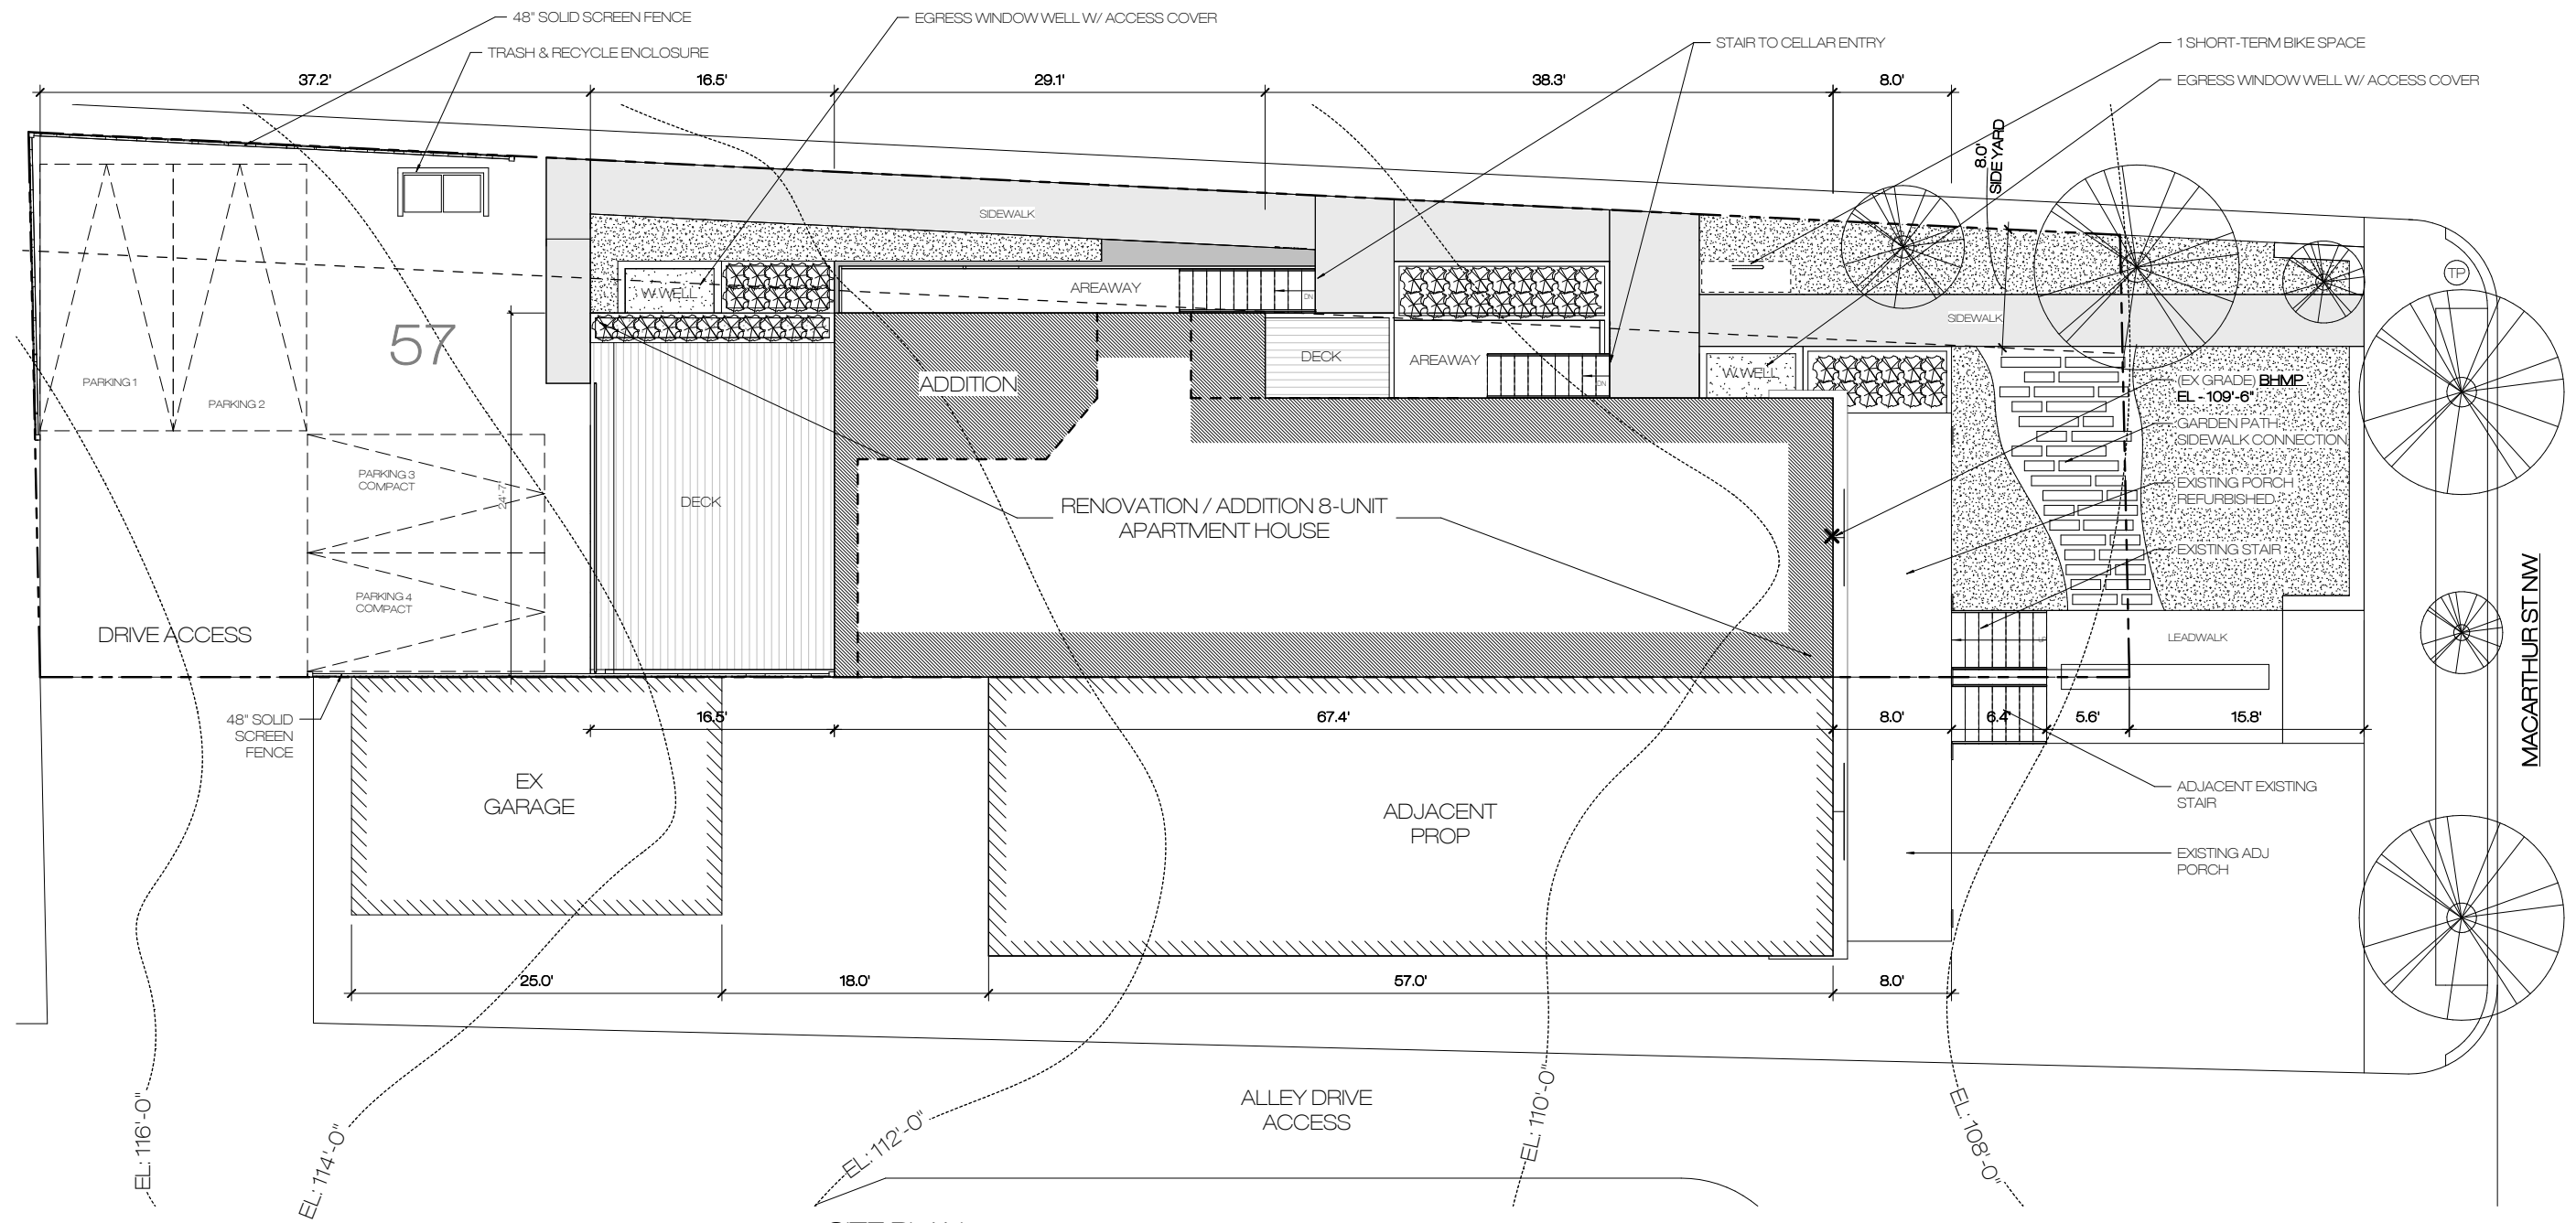 48" SOLID SCREEN FENCE
EGRESS WINDOW WELL W/ ACCESS COVER
STAIR TO CELLAR ENTRY
1 SHORT-TERM BIKE SPACE
TRASH & RECYCLE ENCLOSURE
EGRESS WINDOW WELL W/ ACCESS COVER
37.2'
16.5'
29.1'
38.3'
8.0'
8.0'
SIDE YARD
SIDEWALK
TP
W.WELL
AREAWAY
DN
SIDEWALK
57
DECK
AREAWAY
W.WELL
DN
PARKING 1
PARKING 2
ADDITION
(EX GRADE) BHMP
EL - 109'-6"
GARDEN PATH
SIDEWALK CONNECTION
PARKING 3
COMPACT
24'-7"
DECK
RENOVATION / ADDITION 8-UNIT
APARTMENT HOUSE
EXISTING PORCH
REFURBISHED
EXISTING STAIR
PARKING 4
COMPACT
DRIVE ACCESS
UP
LEADWALK
MACARTHUR ST NW
48" SOLID
SCREEN
FENCE
16.5'
67.4'
8.0'
6.4'
5.6'
15.8'
EX
GARAGE
ADJACENT
PROP
ADJACENT EXISTING
STAIR
EXISTING ADJ
PORCH
25.0'
18.0'
57.0'
8.0'
ALLEY DRIVE
ACCESS
EL: 116'-0"
EL: 114'-0"
EL: 112'-0"
EL: 110'-0"
EL: 108'-0"